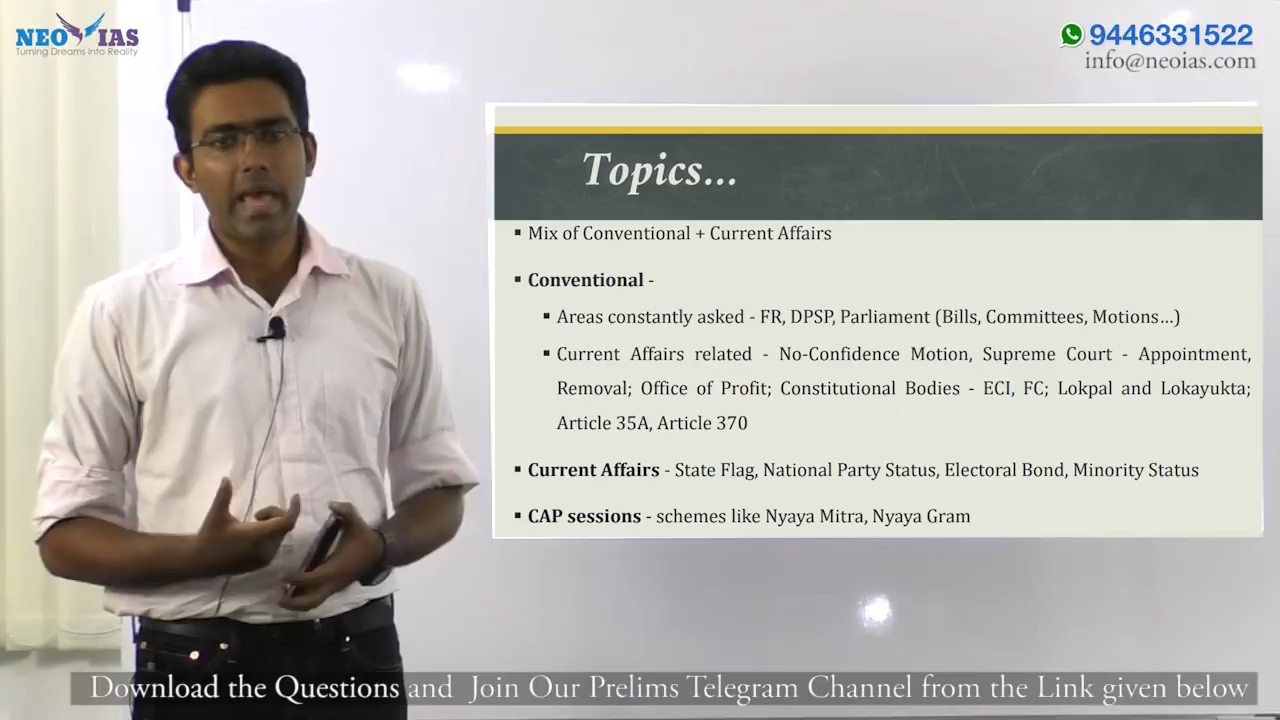 NEO IAS
Turning Dreams into Reality
9446331522
info@neoias.com
Topics...
▪ Mix of Conventional + Current Affairs
▪ Conventional -
▪ Areas constantly asked - FR, DPSP, Parliament (Bills, Committees, Motions...)
▪ Current Affairs related - No-Confidence Motion, Supreme Court - Appointment,
Removal; Office of Profit; Constitutional Bodies - ECI, FC; Lokpal and Lokayukta;
Article 35A, Article 370
▪ Current Affairs - State Flag, National Party Status, Electoral Bond, Minority Status
▪ CAP sessions - schemes like Nyaya Mitra, Nyaya Gram
Download the Questions and Join Our Prelims Telegram Channel from the Link given below